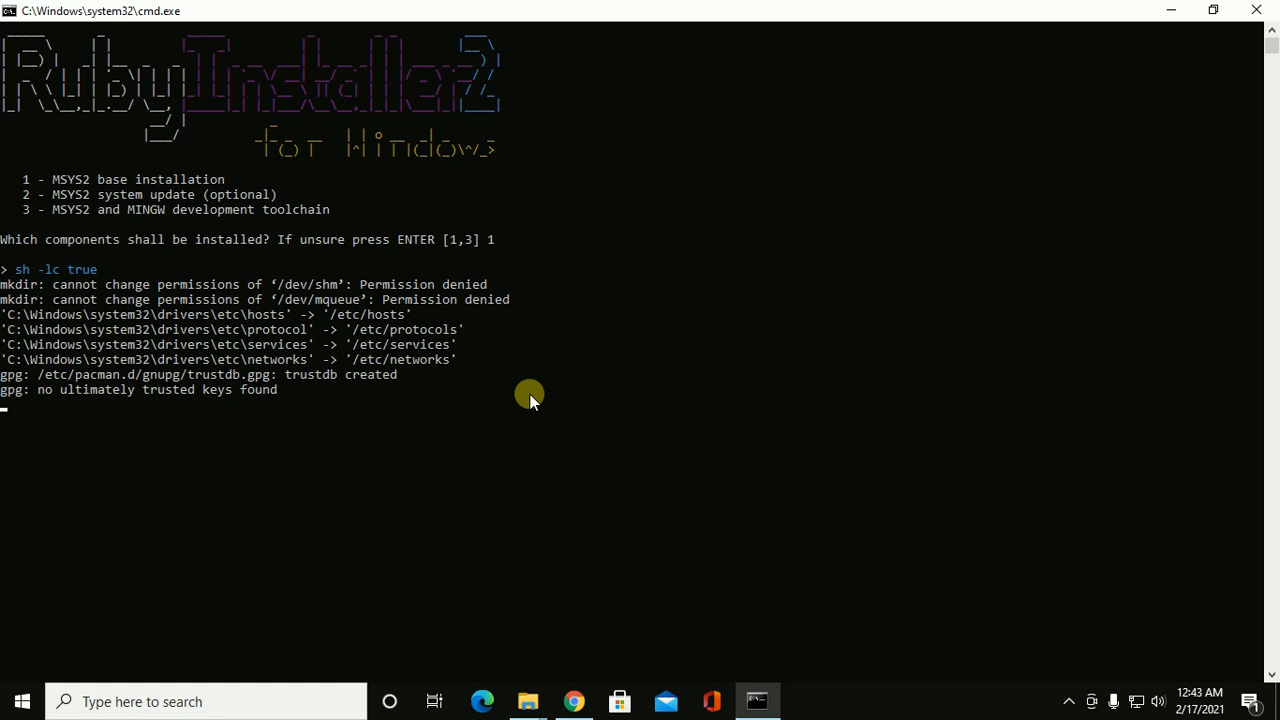 C:\Windows\system32\cmd.exe
RubyInstaller2
for Windows
1 - MSYS2 base installation
2 - MSYS2 system update (optional)
3 - MSYS2 and MINGW development toolchain
Which components shall be installed? If unsure press ENTER [1,3] 1
> sh -lc true
mkdir: cannot change permissions of ‘/dev/shm’: Permission denied
mkdir: cannot change permissions of ‘/dev/mqueue’: Permission denied
'C:\Windows\system32\drivers\etc\hosts' -> '/etc/hosts'
'C:\Windows\system32\drivers\etc\protocol' -> '/etc/protocols'
'C:\Windows\system32\drivers\etc\services' -> '/etc/services'
'C:\Windows\system32\drivers\etc\networks' -> '/etc/networks'
gpg: /etc/pacman.d/gnupg/trustdb.gpg: trustdb created
gpg: no ultimately trusted keys found
Type here to search
12:43 AM
2/17/2021
1